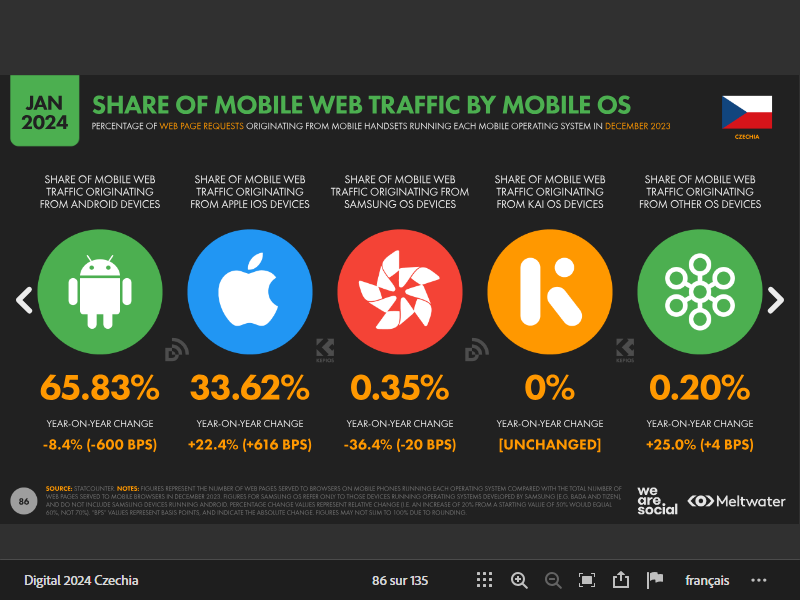 JAN
2024
SHARE OF MOBILE WEB TRAFFIC BY MOBILE OS
PERCENTAGE OF WEB PAGE REQUESTS ORIGINATING FROM MOBILE HANDSETS RUNNING EACH MOBILE OPERATING SYSTEM IN DECEMBER 2023
CZECHIA
SHARE OF MOBILE WEB
TRAFFIC ORIGINATING
FROM ANDROID DEVICES
SHARE OF MOBILE WEB
TRAFFIC ORIGINATING
FROM APPLE IOS DEVICES
SHARE OF MOBILE WEB
TRAFFIC ORIGINATING FROM
SAMSUNG OS DEVICES
SHARE OF MOBILE WEB
TRAFFIC ORIGINATING
FROM KAI OS DEVICES
SHARE OF MOBILE WEB
TRAFFIC ORIGINATING
FROM OTHER OS DEVICES
KEPIOS
KEPIOS
65.83%
33.62%
0.35%
0%
0.20%
YEAR-ON-YEAR CHANGE
YEAR-ON-YEAR CHANGE
YEAR-ON-YEAR CHANGE
YEAR-ON-YEAR CHANGE
YEAR-ON-YEAR CHANGE
-8.4% (-600 BPS)
+22.4% (+616 BPS)
-36.4% (-20 BPS)
[UNCHANGED]
+25.0% (+4 BPS)
86
SOURCE: STATCOUNTER. NOTES: FIGURES REPRESENT THE NUMBER OF WEB PAGES SERVED TO BROWSERS ON MOBILE PHONES RUNNING EACH OPERATING SYSTEM COMPARED WITH THE TOTAL NUMBER OF
WEB PAGES SERVED TO MOBILE BROWSERS IN DECEMBER 2023. FIGURES FOR SAMSUNG OS REFER ONLY TO THOSE DEVICES RUNNING OPERATING SYSTEMS DEVELOPED BY SAMSUNG (E.G. BADA AND TIZEN),
AND DO NOT INCLUDE SAMSUNG DEVICES RUNNING ANDROID. PERCENTAGE CHANGE VALUES REPRESENT RELATIVE CHANGE (I.E. AN INCREASE OF 20% FROM A STARTING VALUE OF 50% WOULD EQUAL
60%, NOT 70%). "BPS" VALUES REPRESENT BASIS POINTS, AND INDICATE THE ABSOLUTE CHANGE. FIGURES MAY NOT SUM TO 100% DUE TO ROUNDING.
we
are.
social
Meltwater
Digital 2024 Czechia
86 sur 135
français